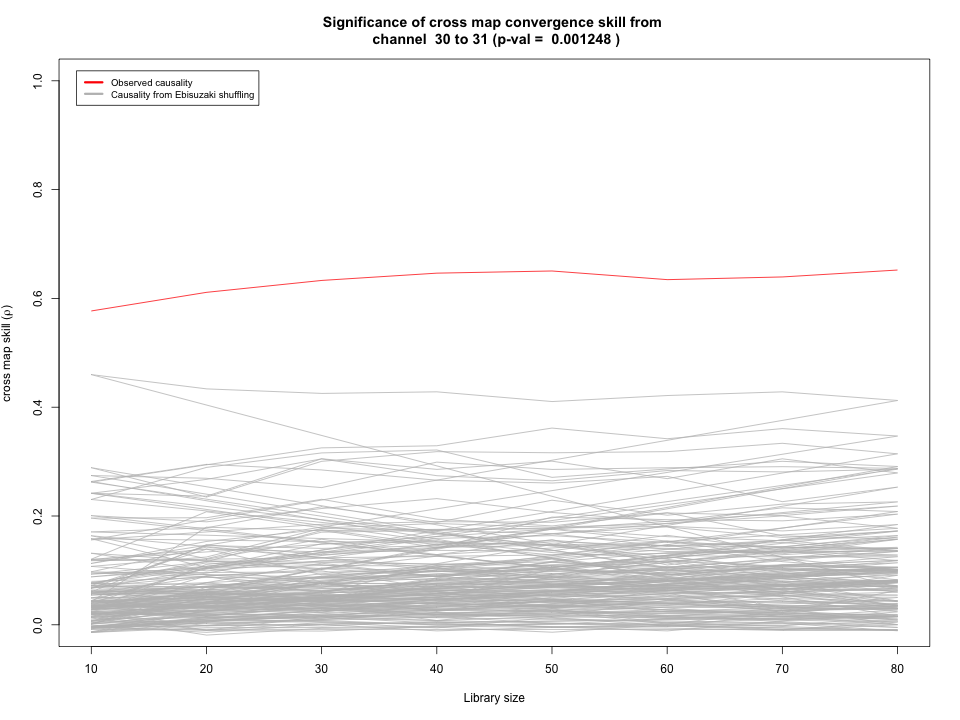 Significance of cross map convergence skill from
channel  30 to 31 (p-val =  0.001248 )
Observed causality
Causality from Ebisuzaki shuffling
cross map skill (ρ)
1.0
0.8
0.6
0.4
0.2
0.0
10 20 30 40 50 60 70 80
Library size